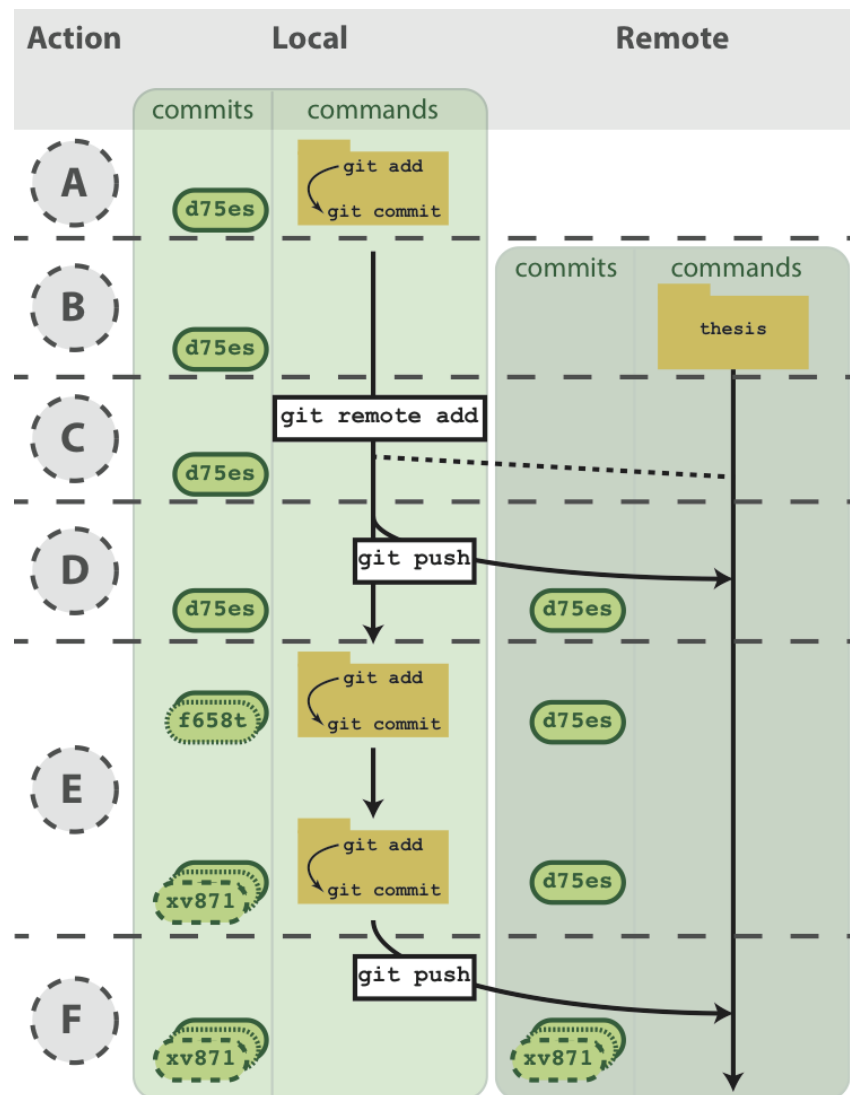 Action Local Remote
commits commands
A
git add
d75es git commit
commits commands
B
thesis
d75es
git remote add
C
d75es
git push
D
d75es d75es
git add
f658t git commit d75es
E
git add
xv871 git commit d75es
git push
F
xv871 xv871